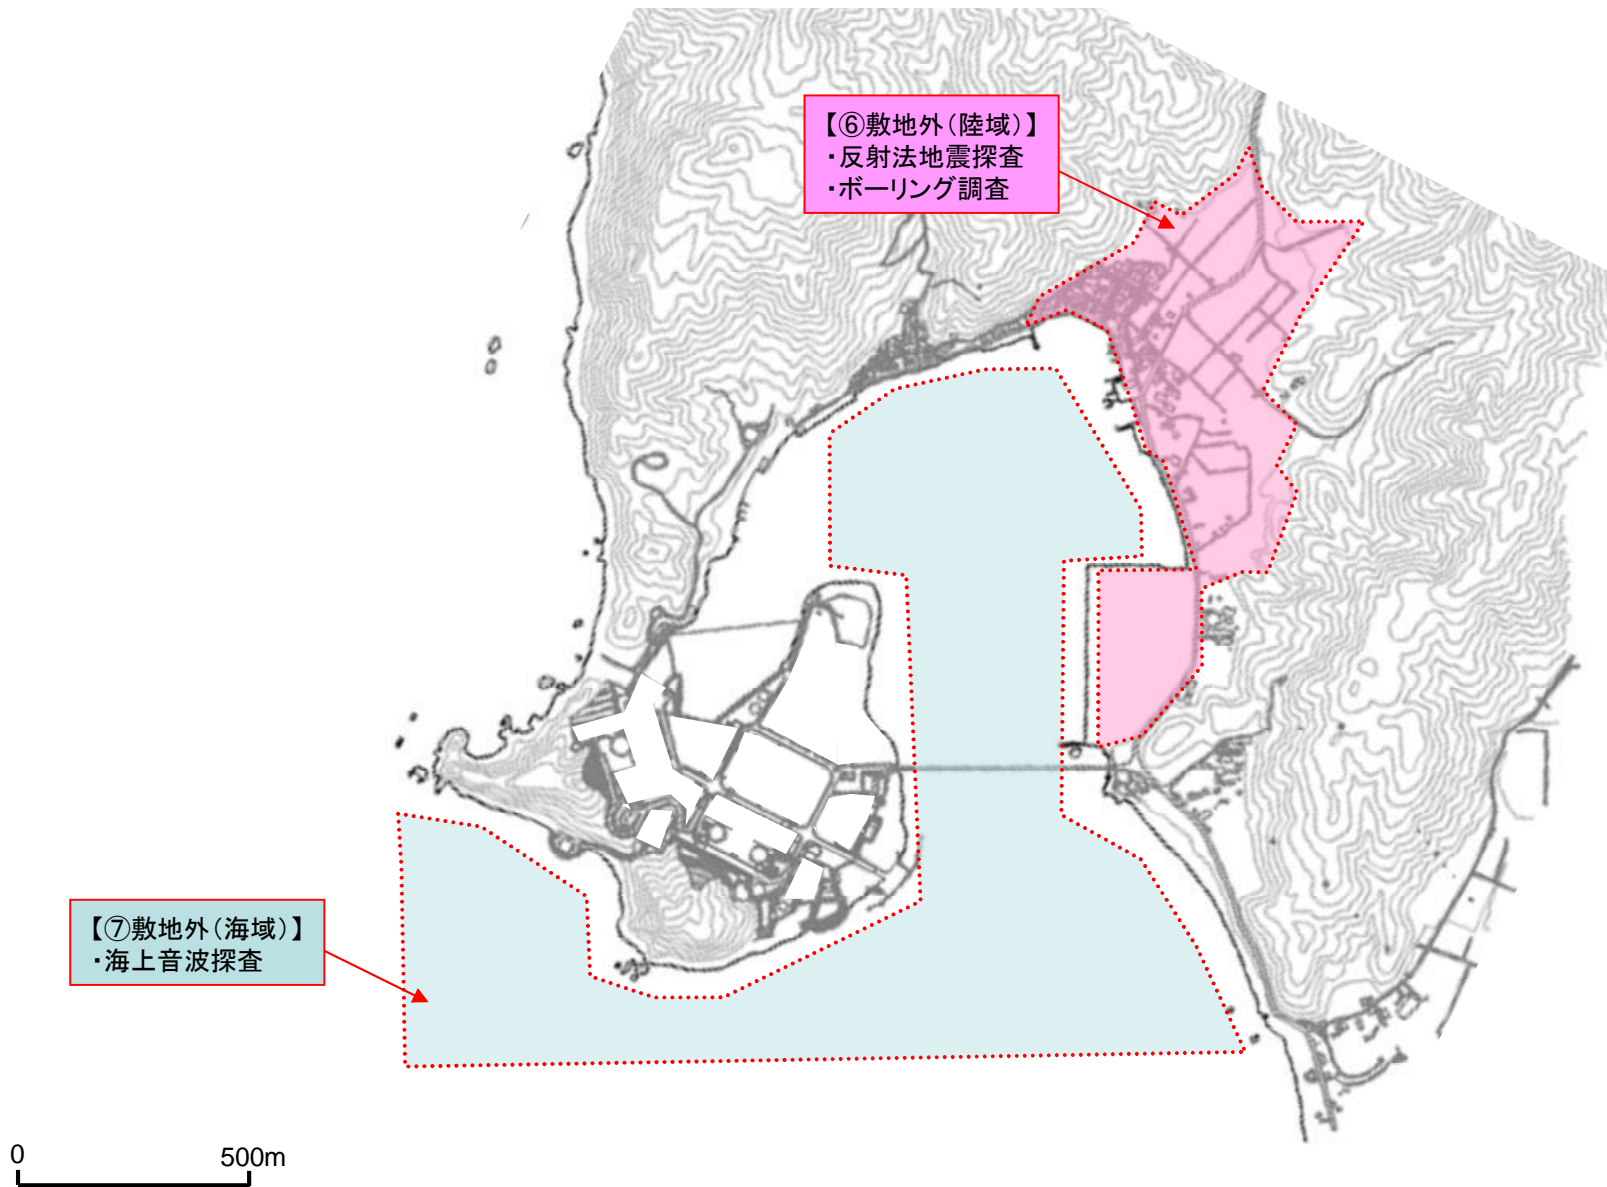 【⑥敷地外(陸域)】
・反射法地震探査
・ボーリング調査
【⑦敷地外(海域)】
・海上音波探査
0 500m